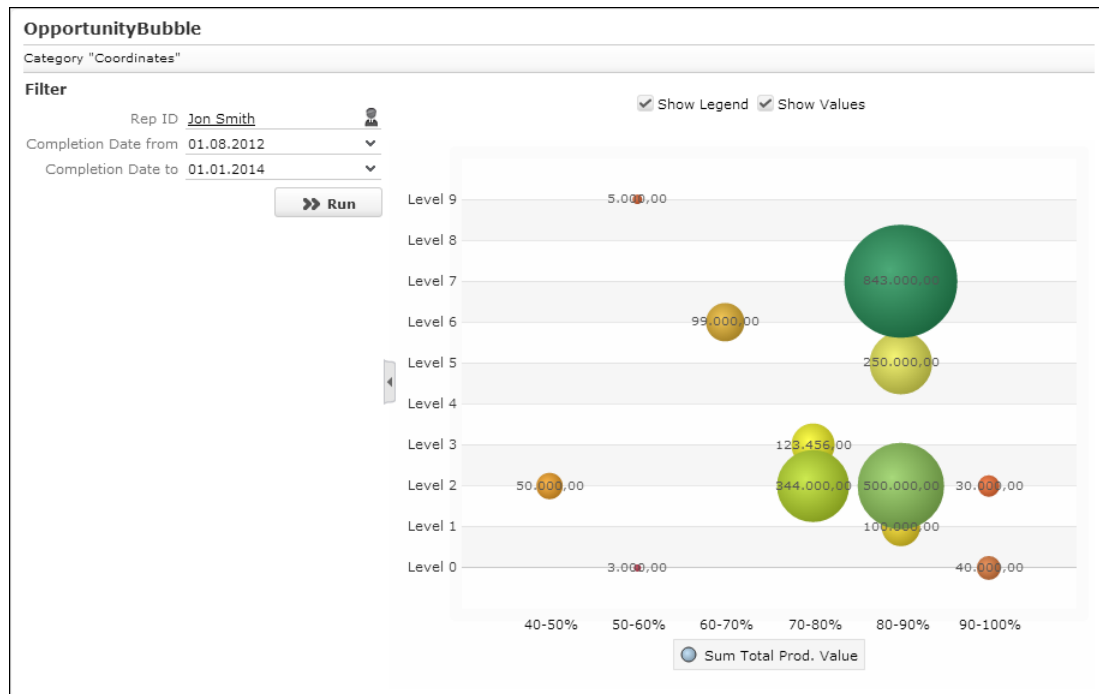 OpportunityBubble
Category "Coordinates"
Filter
Rep ID Jon Smith
Completion Date from 01.08.2012
Completion Date to 01.01.2014
Run
Show Legend Show Values
Level 9 5.000,00
Level 8
Level 7 843.000,00
Level 6 99.000,00
Level 5 250.000,00
Level 4
Level 3 123.456,00
Level 2 50.000,00 344.000,00 500.000,00 30.000,00
Level 1 100.000,00
Level 0 3.000,00 40.000,00
40-50% 50-60% 60-70% 70-80% 80-90% 90-100%
Sum Total Prod. Value